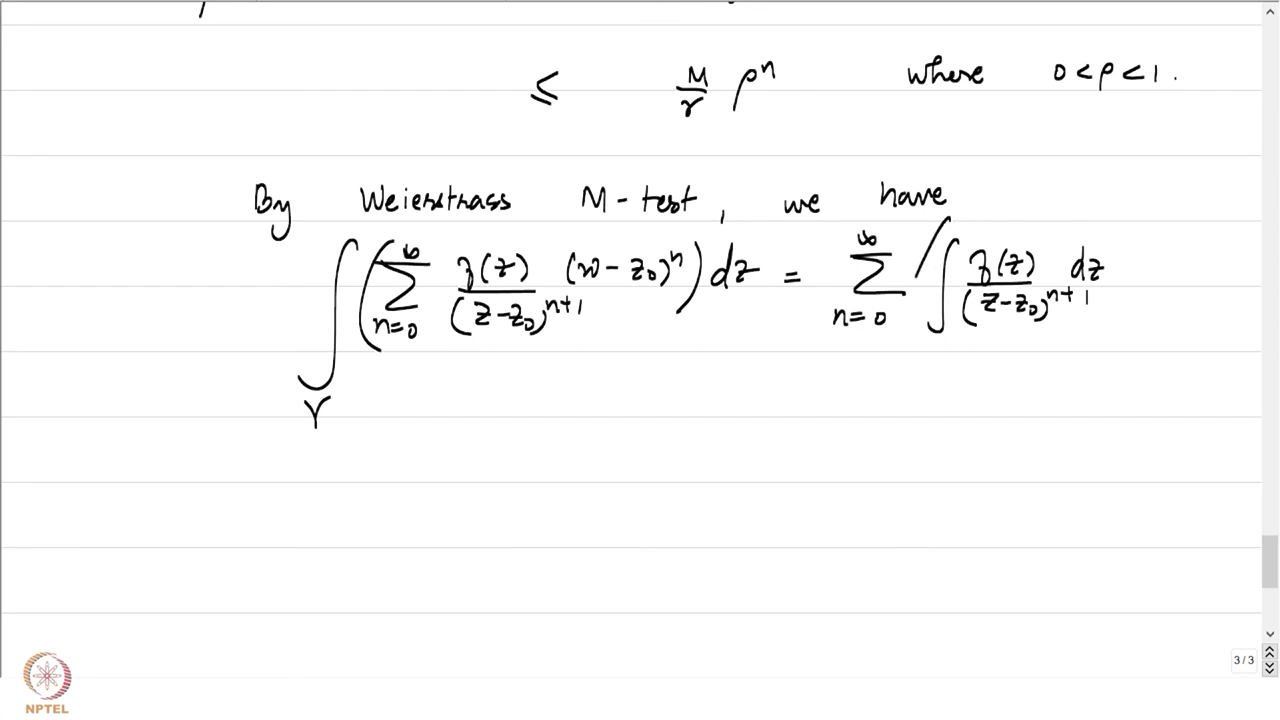 ≤ M/r ρ^n where 0 < ρ < 1.
By Weierstrass M-test, we have
∫_γ ( ∑_{n=0}^{∞} f(z)/(z-z_0)^{n+1} (w-z_0)^n ) dz = ∑_{n=0}^{∞} ( ∫ f(z)/(z-z_0)^{n+1} dz
3/3
NPTEL